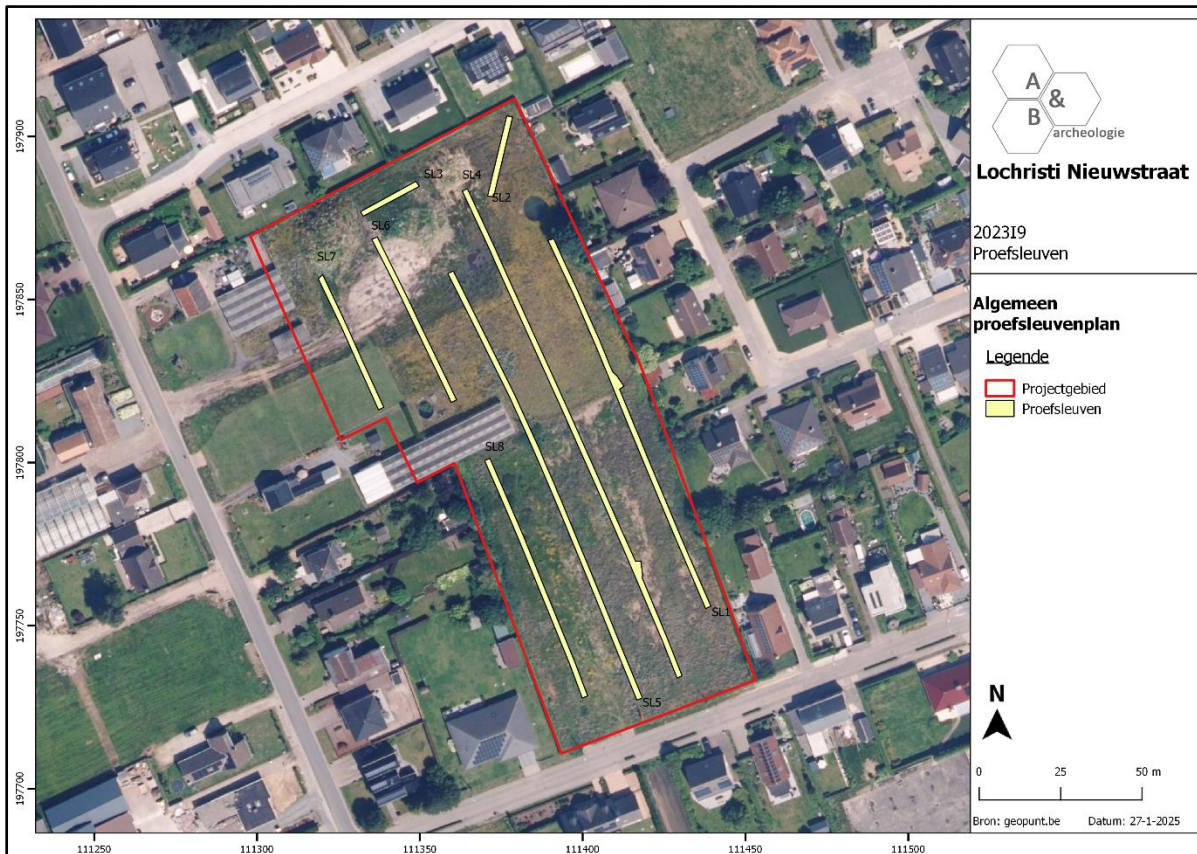 A
&
B
archeologie
Lochristi Nieuwstraat
2023I9
Proefsleuven
Algemeen
proefsleuvenplan
Legende
Projectgebied
Proefsleuven
N
0 25 50 m
Bron: geopunt.be Datum: 27-1-2025
SL3
SL4
SL2
SL6
SL7
SL8
SL1
SL5
197900
197850
197800
197750
197700
111250 111300 111350 111400 111450 111500